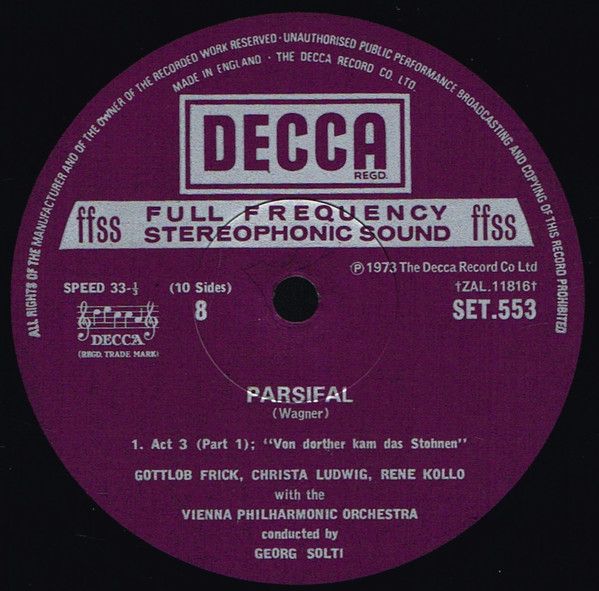 ALL RIGHTS OF THE MANUFACTURER AND OF THE OWNER OF THE RECORDED WORK RESERVED · UNAUTHORISED PUBLIC PERFORMANCE BROADCASTING AND COPYING OF THIS RECORD PROHIBITED
MADE IN ENGLAND · THE DECCA RECORD CO LTD.
DECCA
REGD.
ffss FULL FREQUENCY ffss
STEREOPHONIC SOUND
℗ 1973 The Decca Record Co Ltd
SPEED 33-⅓ (10 Sides) †ZAL.11816†
8 SET.553
DECCA
(REGD. TRADE MARK)
PARSIFAL
(Wagner)
1. Act 3 (Part 1); "Von dorther kam das Stohnen"
GOTTLOB FRICK, CHRISTA LUDWIG, RENE KOLLO
with the
VIENNA PHILHARMONIC ORCHESTRA
conducted by
GEORG SOLTI